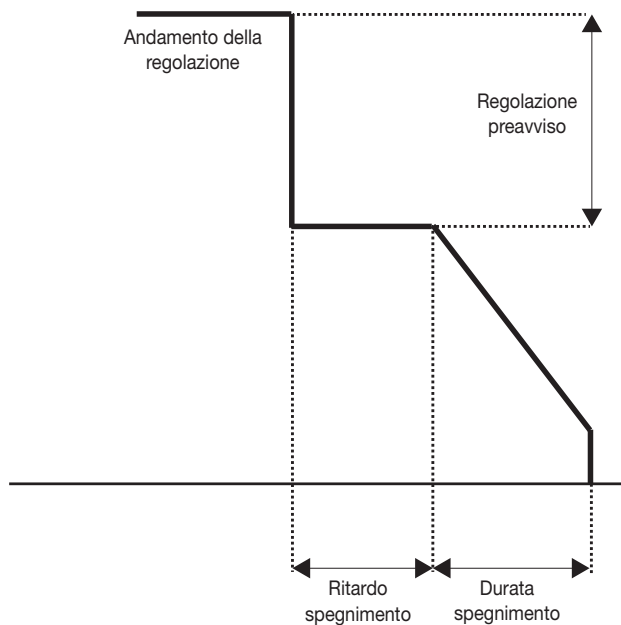 Andamento della
regolazione
Regolazione
preavviso
Ritardo
spegnimento
Durata
spegnimento